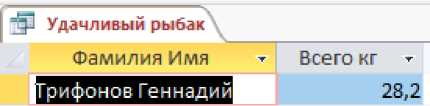 Удачливый рыбак
Фамилия Имя Всего кг
Трифонов Геннадий 28,2